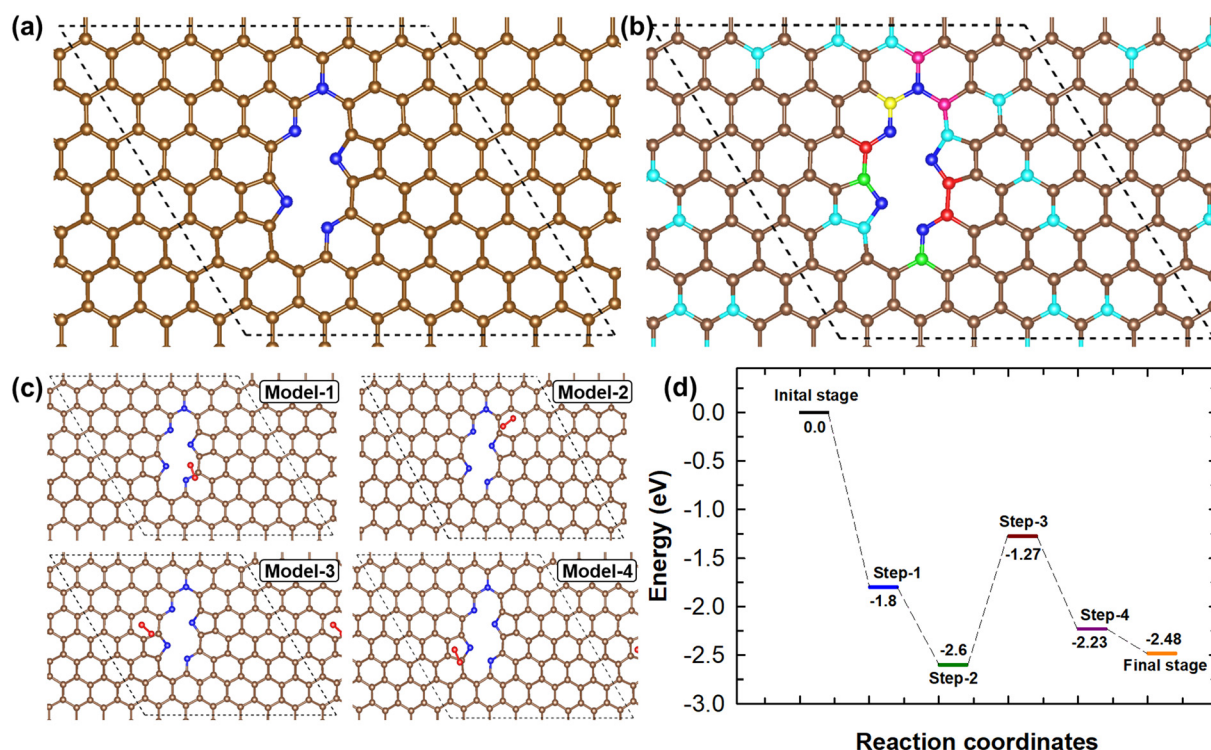 (a)
(b)
(c)
Model-1
Model-2
Model-3
Model-4
(d)
Energy (eV)
0.0
-0.5
-1.0
-1.5
-2.0
-2.5
-3.0
Inital stage
0.0
Step-1
-1.8
-2.6
Step-2
Step-3
-1.27
Step-4
-2.23
-2.48
Final stage
Reaction coordinates